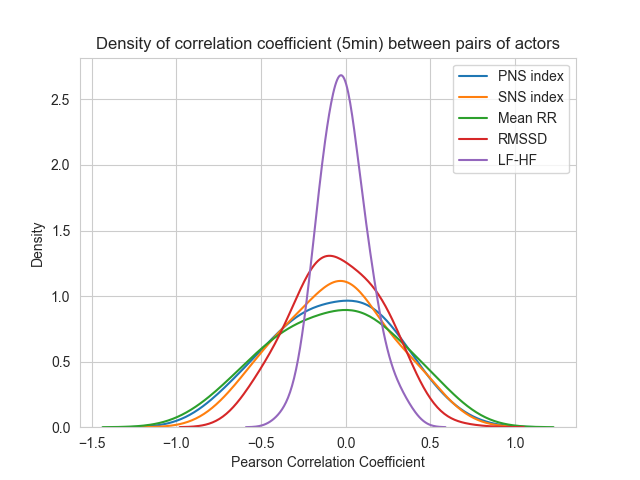 Density of correlation coefficient (5min) between pairs of actors
PNS index
SNS index
Mean RR
RMSSD
LF-HF
Density
2.5
2.0
1.5
1.0
0.5
0.0
−1.5
−1.0
−0.5
0.0
0.5
1.0
Pearson Correlation Coefficient